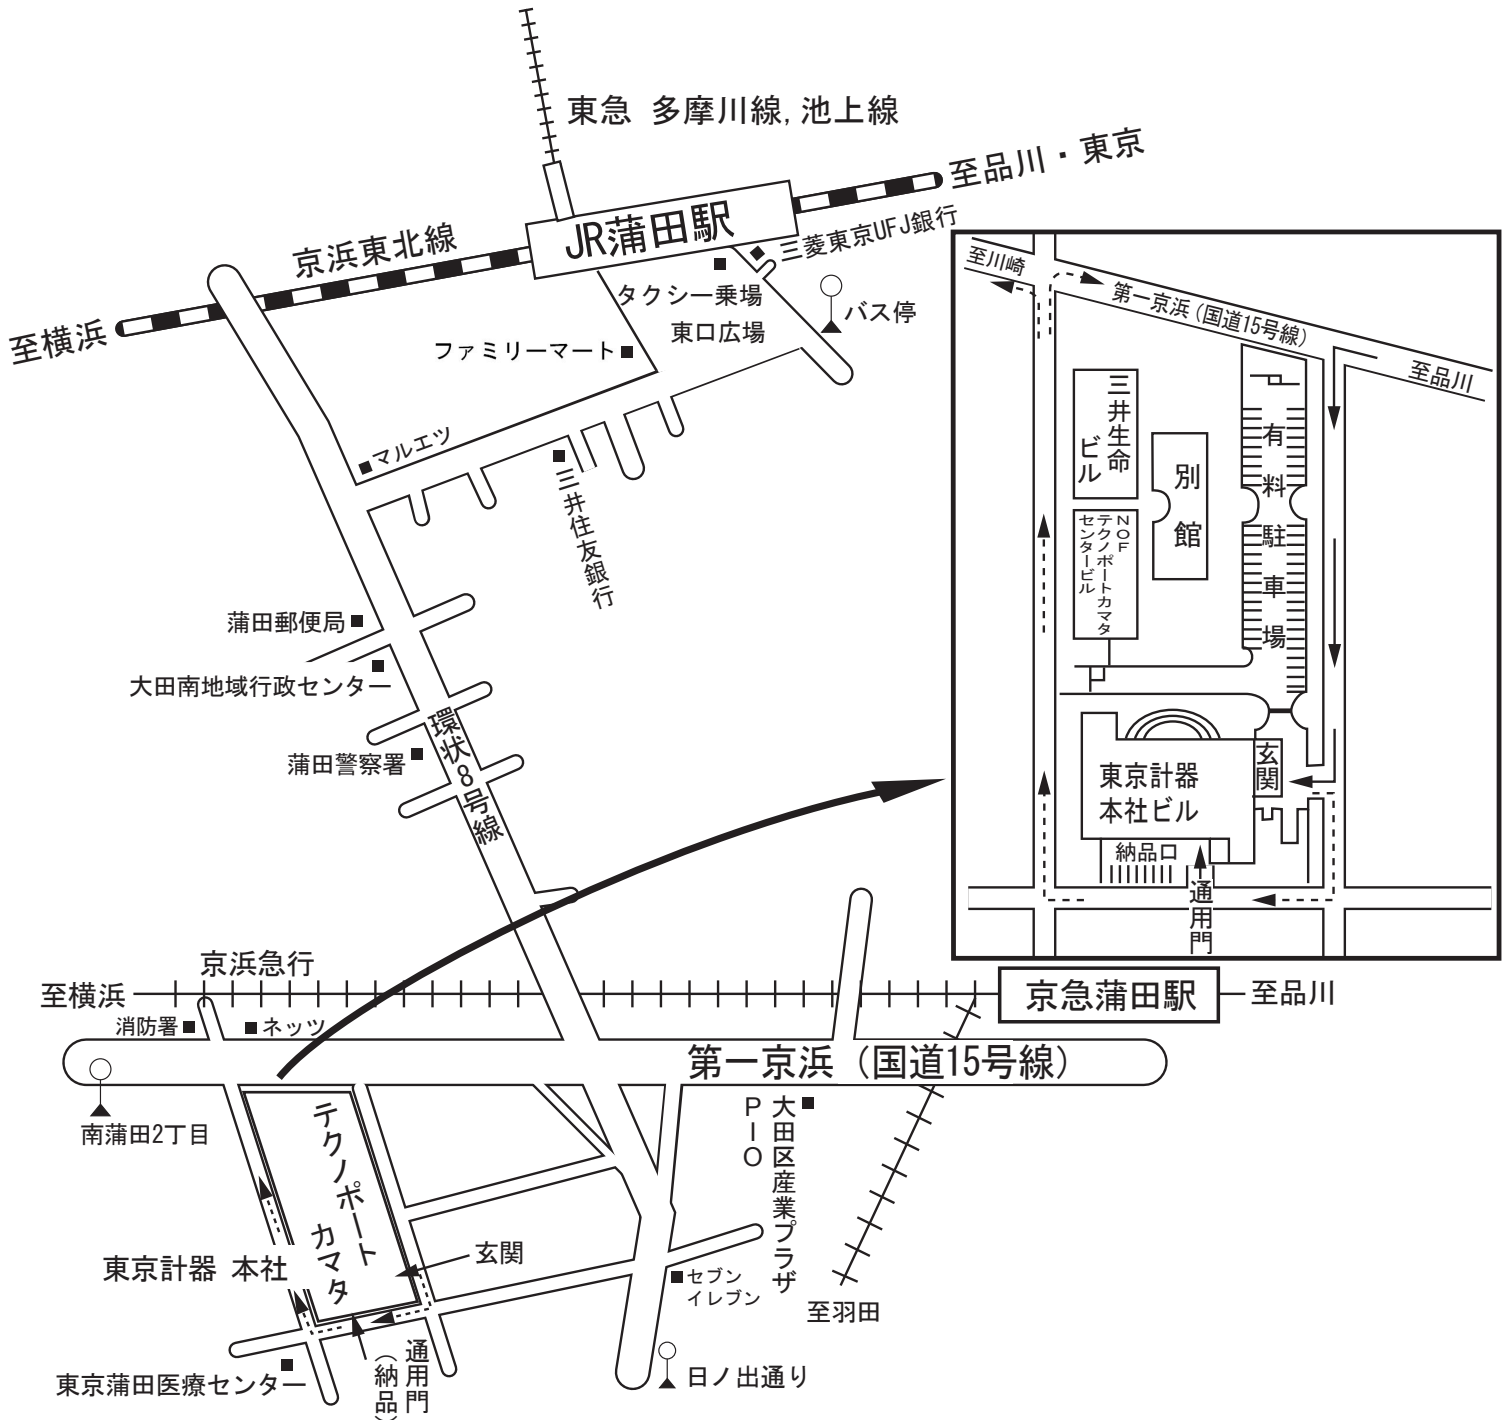 東急 多摩川線, 池上線
至品川・東京
JR蒲田駅
京浜東北線
至横浜
三菱東京UFJ銀行
タクシー乗場
東口広場
バス停
ファミリーマート
マルエツ
三井住友銀行
蒲田郵便局
大田南地域行政センター
蒲田警察署
環状8号線
至川崎
第一京浜(国道15号線)
至品川
三井生命
ビル
別館
有料駐車場
NOF
テクノポートカマタ
センタービル
東京計器
本社ビル
玄関
納品口
通用門
京浜急行
至横浜
京急蒲田駅
至品川
消防署
ネッツ
第一京浜(国道15号線)
南蒲田2丁目
テクノポート
カマタ
大田区産業プラザ
PIO
東京計器 本社
玄関
セブン
イレブン
至羽田
通用門
(納品)
東京蒲田医療センター
日ノ出通り